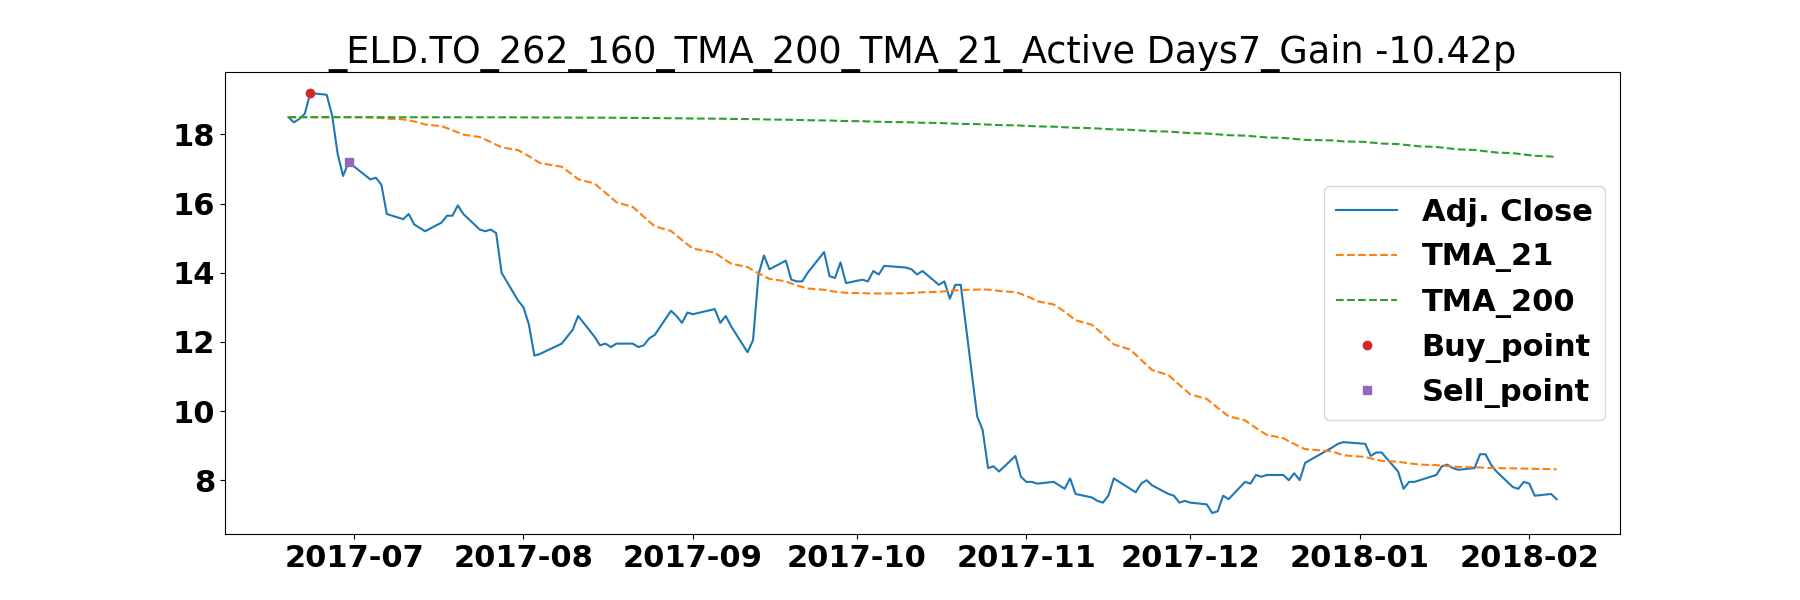 _ELD.TO_262_160_TMA_200_TMA_21_Active Days7_Gain -10.42p
18
16
14
12
10
8
Adj. Close
TMA_21
TMA_200
Buy_point
Sell_point
2017-07 2017-08 2017-09 2017-10 2017-11 2017-12 2018-01 2018-02